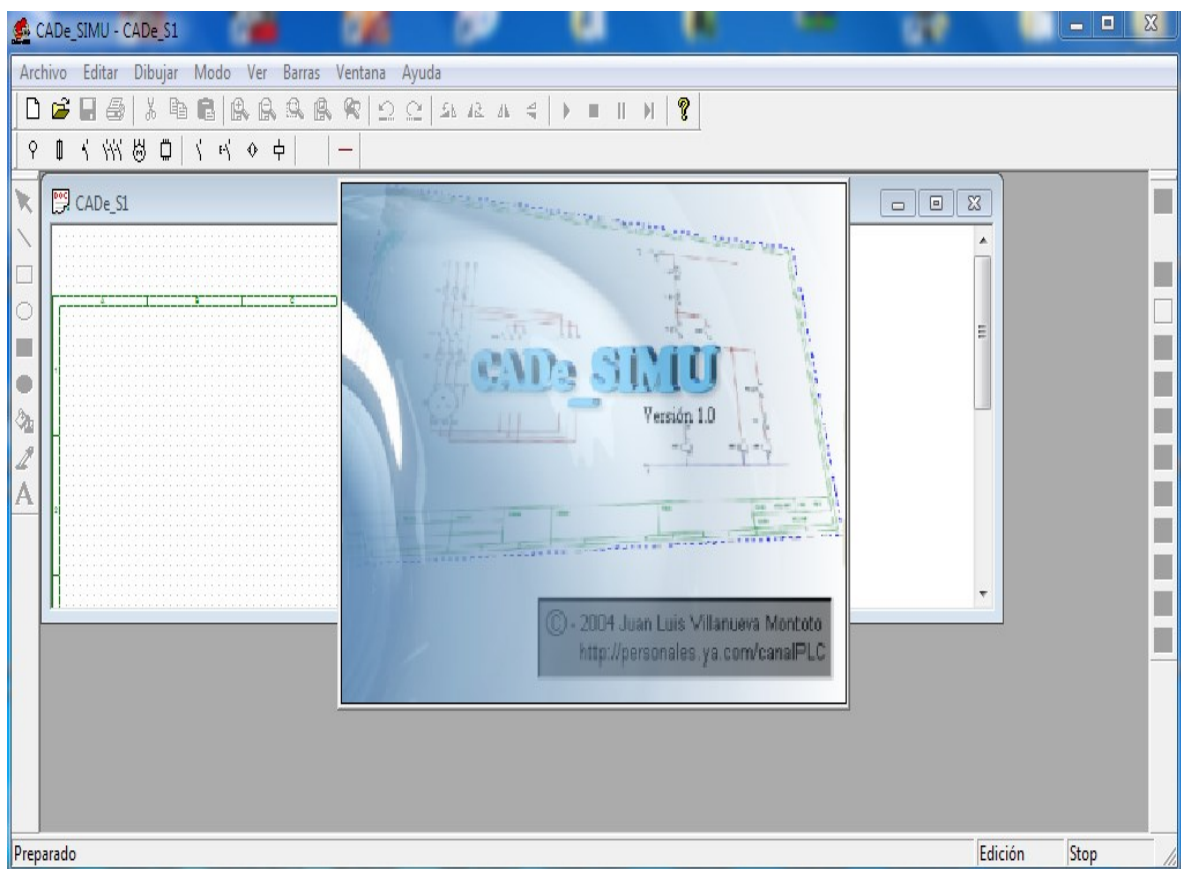 CADe_SIMU - CADe_S1
Archivo Editar Dibujar Modo Ver Barras Ventana Ayuda
CADe_S1
A B C
CADe_SIMU
Versión 1.0
© - 2004 Juan Luis Villanueva Montoto
http://personales.ya.com/canalPLC
A
Preparado Edición Stop